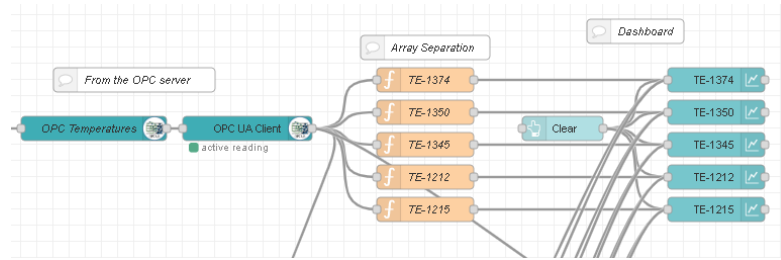 Dashboard
Array Separation
From the OPC server
TE-1374
TE-1374
TE-1350
TE-1350
OPC Temperatures
OPC UA Client
Clear
active reading
TE-1345
TE-1345
TE-1212
TE-1212
TE-1215
TE-1215